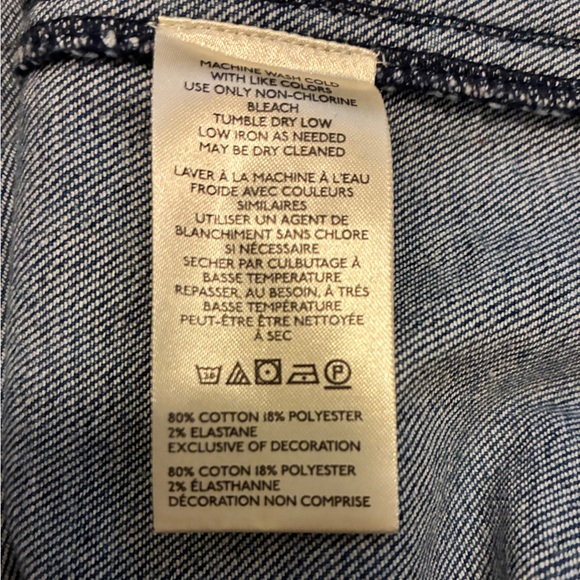 MACHINE WASH COLD
WITH LIKE COLORS
USE ONLY NON-CHLORINE
BLEACH
TUMBLE DRY LOW
LOW IRON AS NEEDED
MAY BE DRY CLEANED
LAVER À LA MACHINE À L'EAU
FROIDE AVEC COULEURS
SIMILAIRES
UTILISER UN AGENT DE
BLANCHIMENT SANS CHLORE
SI NÉCESSAIRE
SECHER PAR CULBUTAGE À
BASSE TEMPERATURE
REPASSER, AU BESOIN, À TRÉS
BASSE TEMPÉRATURE
PEUT-ÊTRE ÊTRE NETTOYÉE
À SEC
P
80% COTTON 18% POLYESTER
2% ELASTANE
EXCLUSIVE OF DECORATION
80% COTON 18% POLYESTER
2% ÉLASTHANNE
DÉCORATION NON COMPRISE